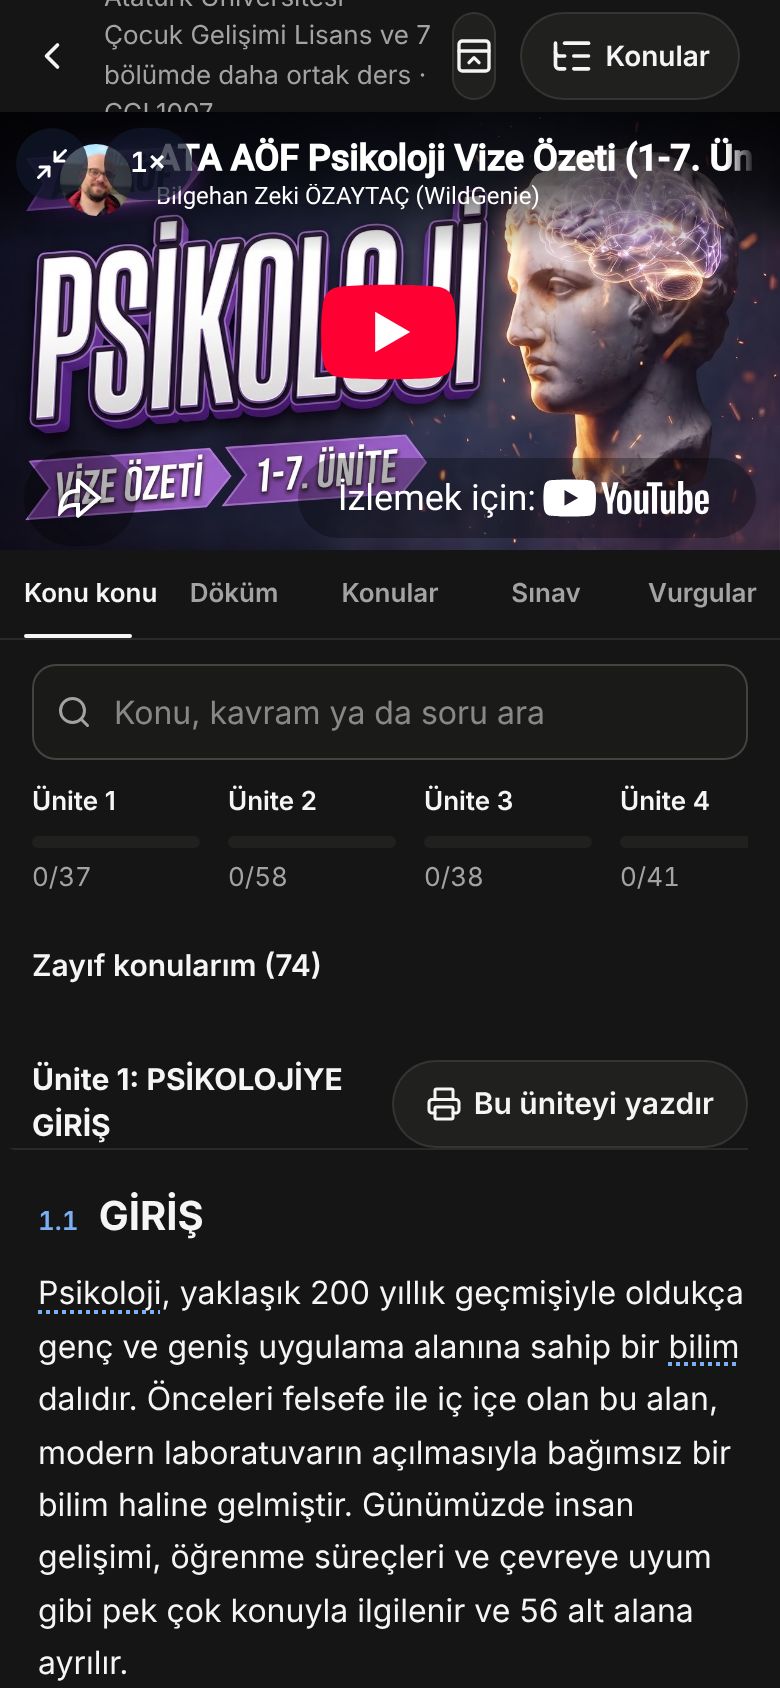 Atatürk Üniversitesi
Çocuk Gelişimi Lisans ve 7
bölümde daha ortak ders ·
Konular
1×
ATA AÖF Psikoloji Vize Özeti (1-7. Ün
Bilgehan Zeki ÖZAYTAÇ (WildGenie)
PSİKOLOJİ
VİZE ÖZETİ
1-7. ÜNİTE
İzlemek için: YouTube
Konu konu
Döküm
Konular
Sınav
Vurgular
Konu, kavram ya da soru ara
Ünite 1
Ünite 2
Ünite 3
Ünite 4
0/37
0/58
0/38
0/41
Zayıf konularım (74)
Ünite 1: PSİKOLOJİYE
GİRİŞ
Bu üniteyi yazdır
1.1 GİRİŞ
Psikoloji, yaklaşık 200 yıllık geçmişiyle oldukça
genç ve geniş uygulama alanına sahip bir bilim
dalıdır. Önceleri felsefe ile iç içe olan bu alan,
modern laboratuvarın açılmasıyla bağımsız bir
bilim haline gelmiştir. Günümüzde insan
gelişimi, öğrenme süreçleri ve çevreye uyum
gibi pek çok konuyla ilgilenir ve 56 alt alana
ayrılır.